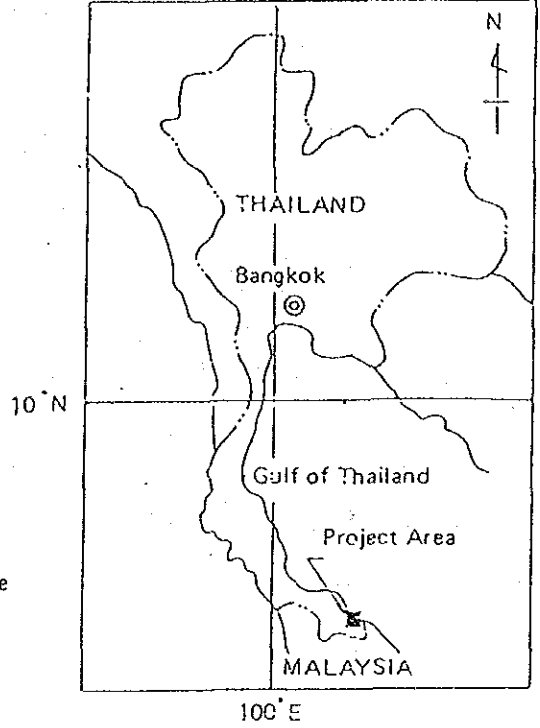 N
THAILAND
Bangkok
10°N
Gulf of Thailand
Project Area
e
MALAYSIA
100°E